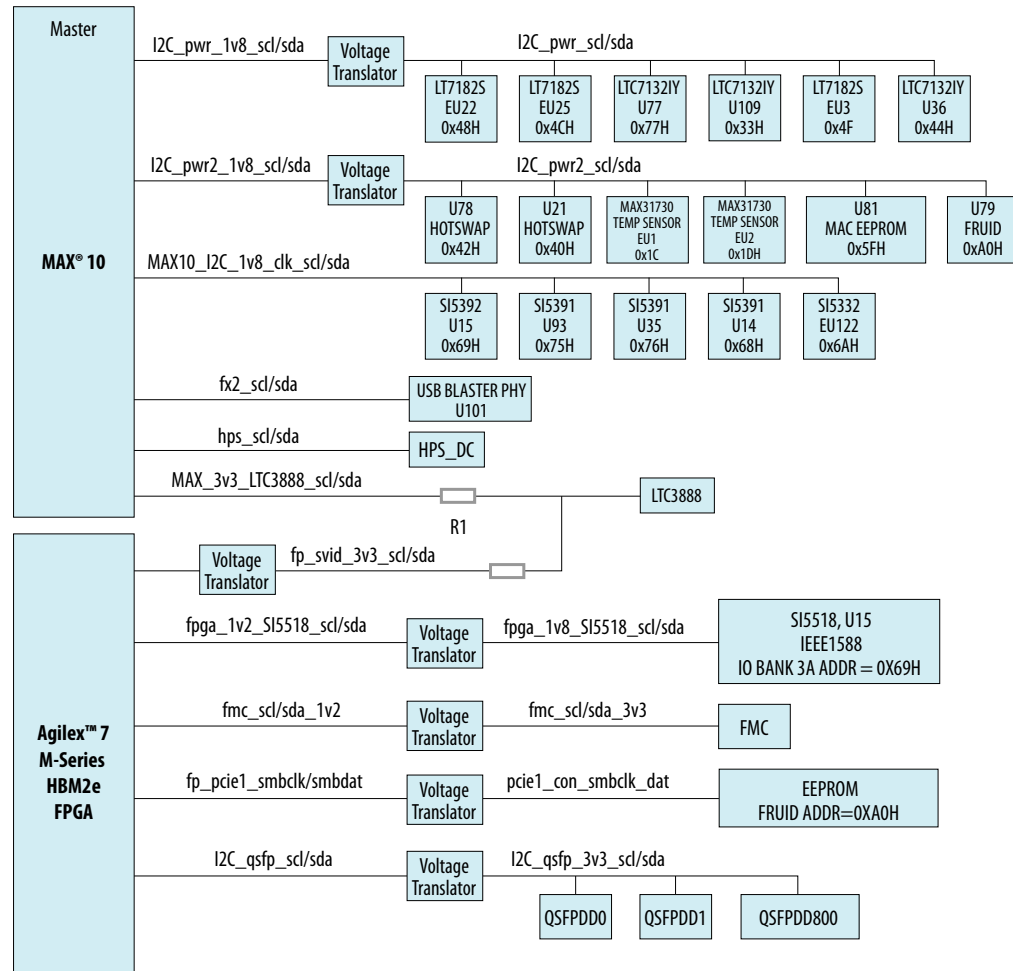 Master
MAX® 10
I2C_pwr_1v8_scl/sda
Voltage
Translator
I2C_pwr_scl/sda
LT7182S
EU22
0x48H
LT7182S
EU25
0x4CH
LTC7132IY
U77
0x77H
LTC7132IY
U109
0x33H
LT7182S
EU3
0x4F
LTC7132IY
U36
0x44H
I2C_pwr2_1v8_scl/sda
Voltage
Translator
I2C_pwr2_scl/sda
U78
HOTSWAP
0x42H
U21
HOTSWAP
0x40H
MAX31730
TEMP SENSOR
EU1
0x1C
MAX31730
TEMP SENSOR
EU2
0x1DH
U81
MAC EEPROM
0x5FH
U79
FRUID
0xA0H
MAX10_I2C_1v8_clk_scl/sda
SI5392
U15
0x69H
SI5391
U93
0x75H
SI5391
U35
0x76H
SI5391
U14
0x68H
SI5332
EU122
0x6AH
fx2_scl/sda
USB BLASTER PHY
U101
hps_scl/sda
HPS_DC
MAX_3v3_LTC3888_scl/sda
R1
LTC3888
Agilex™ 7
M-Series
HBM2e
FPGA
Voltage
Translator
fp_svid_3v3_scl/sda
fpga_1v2_SI5518_scl/sda
Voltage
Translator
fpga_1v8_SI5518_scl/sda
SI5518, U15
IEEE1588
IO BANK 3A ADDR = 0X69H
fmc_scl/sda_1v2
Voltage
Translator
fmc_scl/sda_3v3
FMC
fp_pcie1_smbclk/smbdat
Voltage
Translator
pcie1_con_smbclk_dat
EEPROM
FRUID ADDR=0XA0H
I2C_qsfp_scl/sda
Voltage
Translator
I2C_qsfp_3v3_scl/sda
QSFPDD0
QSFPDD1
QSFPDD800